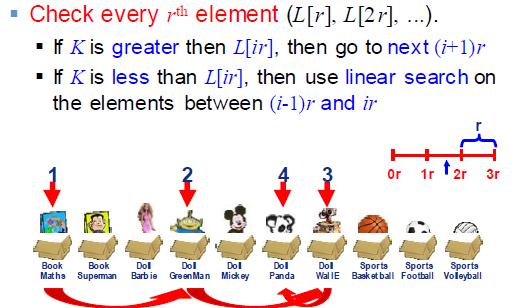 Check every rth element (L[r], L[2r], ...).
If K is greater then L[ir], then go to next (i+1)r
If K is less than L[ir], then use linear search on
the elements between (i-1)r and ir
r
0r 1r 2r 3r
1 2 4 3
Book Book Doll Doll Doll Doll Doll Sports Sports Sports
Maths Superman Barbie GreenMan Mickey Panda WallE Basketball Football Volleyball